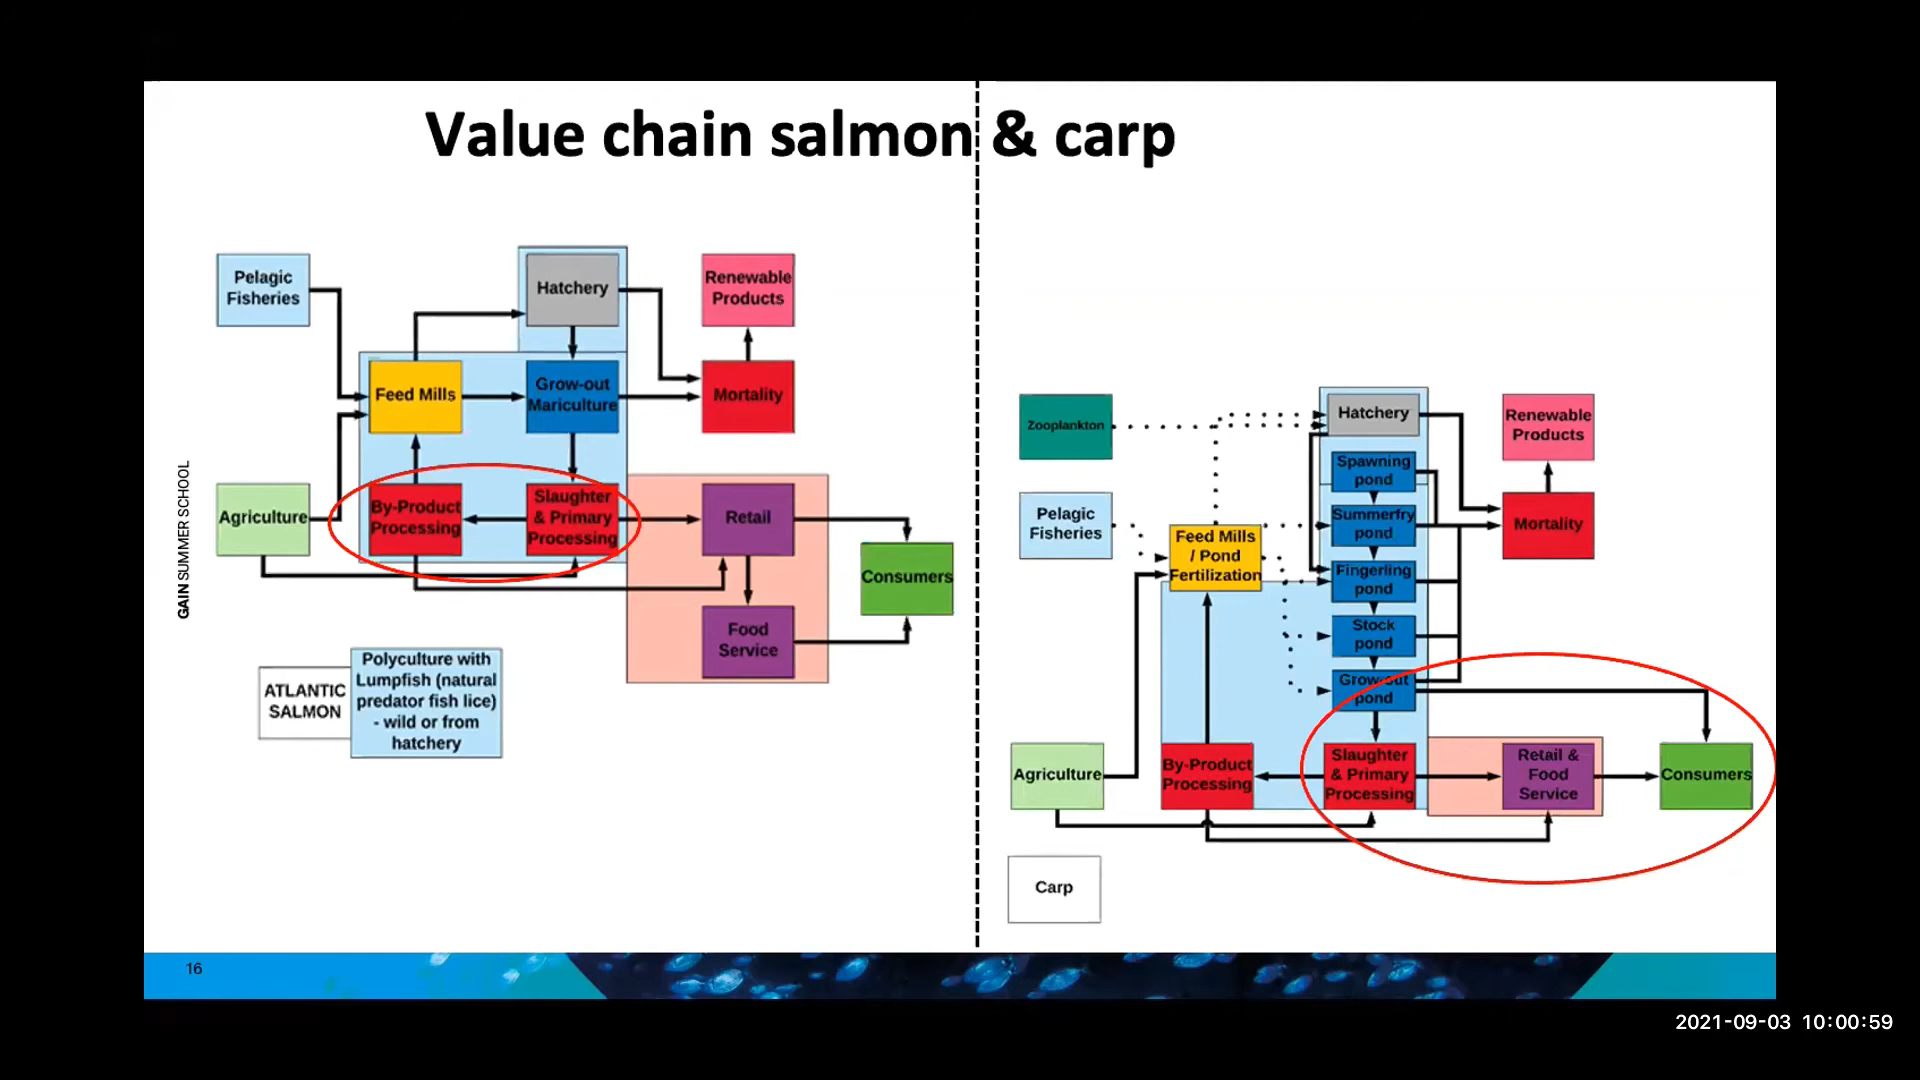 Value chain salmon & carp
GAIN SUMMER SCHOOL
Pelagic
Fisheries
Hatchery
Renewable
Products
Feed Mills
Grow-out
Mariculture
Mortality
Agriculture
By-Product
Processing
Slaughter
& Primary
Processing
Retail
Consumers
Food
Service
ATLANTIC
SALMON
Polyculture with
Lumpfish (natural
predator fish lice)
- wild or from
hatchery
Zooplankton
Hatchery
Renewable
Products
Spawning
pond
Pelagic
Fisheries
Summerfry
pond
Mortality
Feed Mills
/ Pond
Fertilization
Fingerling
pond
Stock
pond
Grow-out
pond
Agriculture
By-Product
Processing
Slaughter
& Primary
Processing
Retail &
Food
Service
Consumers
Carp
16
2021-09-03 10:00:59